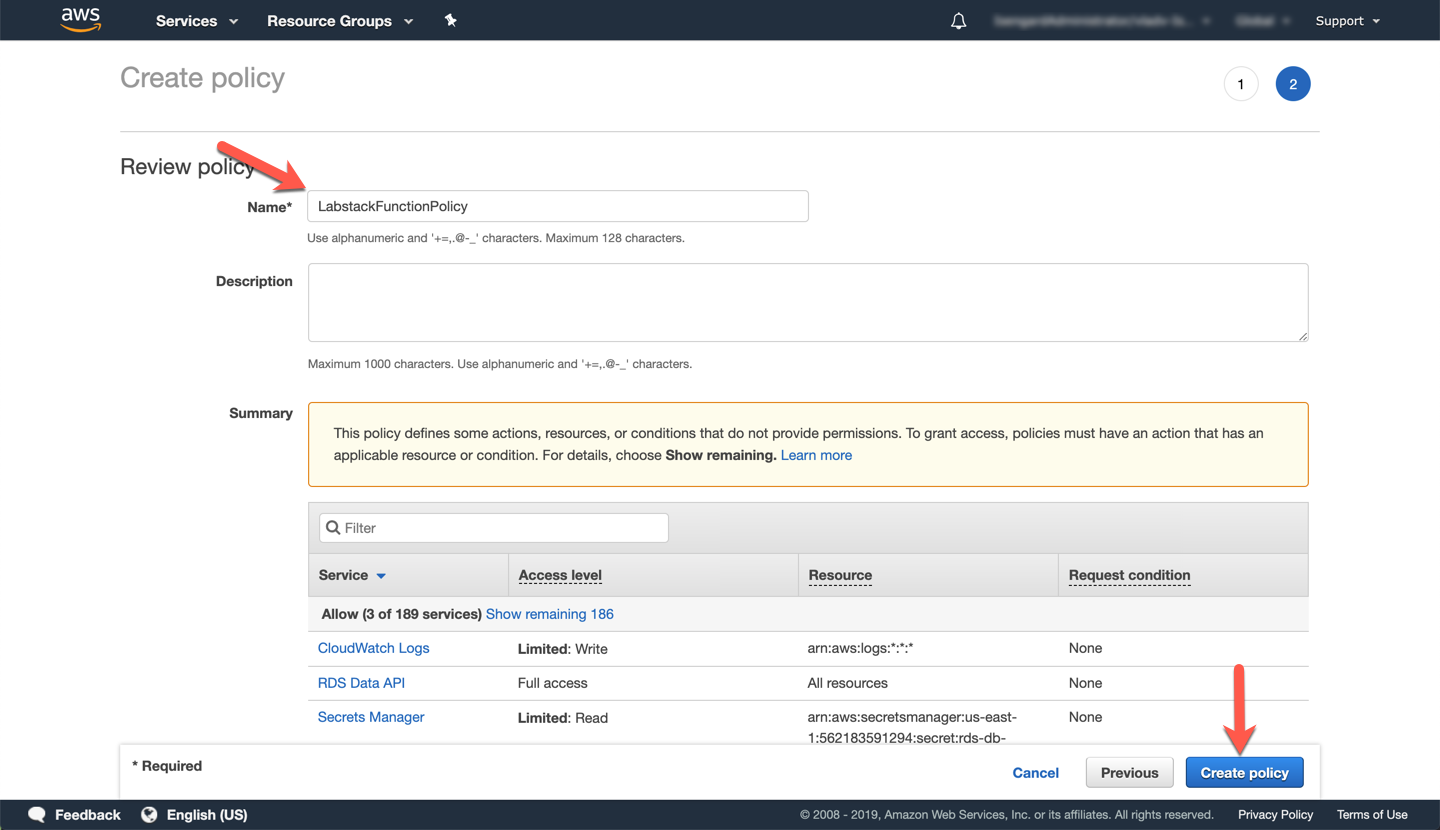 aws Services Resource Groups Support
Create policy 1 2
Review policy
Name* LabstackFunctionPolicy
Use alphanumeric and '+=,.@-_' characters. Maximum 128 characters.
Description
Maximum 1000 characters. Use alphanumeric and '+=,.@-_' characters.
Summary
This policy defines some actions, resources, or conditions that do not provide permissions. To grant access, policies must have an action that has an
applicable resource or condition. For details, choose Show remaining. Learn more
Filter
Service Access level Resource Request condition
Allow (3 of 189 services) Show remaining 186
CloudWatch Logs Limited: Write arn:aws:logs:*:*:* None
RDS Data API Full access All resources None
Secrets Manager Limited: Read arn:aws:secretsmanager:us-east- None
1:562183591294:secret:rds-db-
* Required Cancel Previous Create policy
Feedback English (US) © 2008 - 2019, Amazon Web Services, Inc. or its affiliates. All rights reserved. Privacy Policy Terms of Use